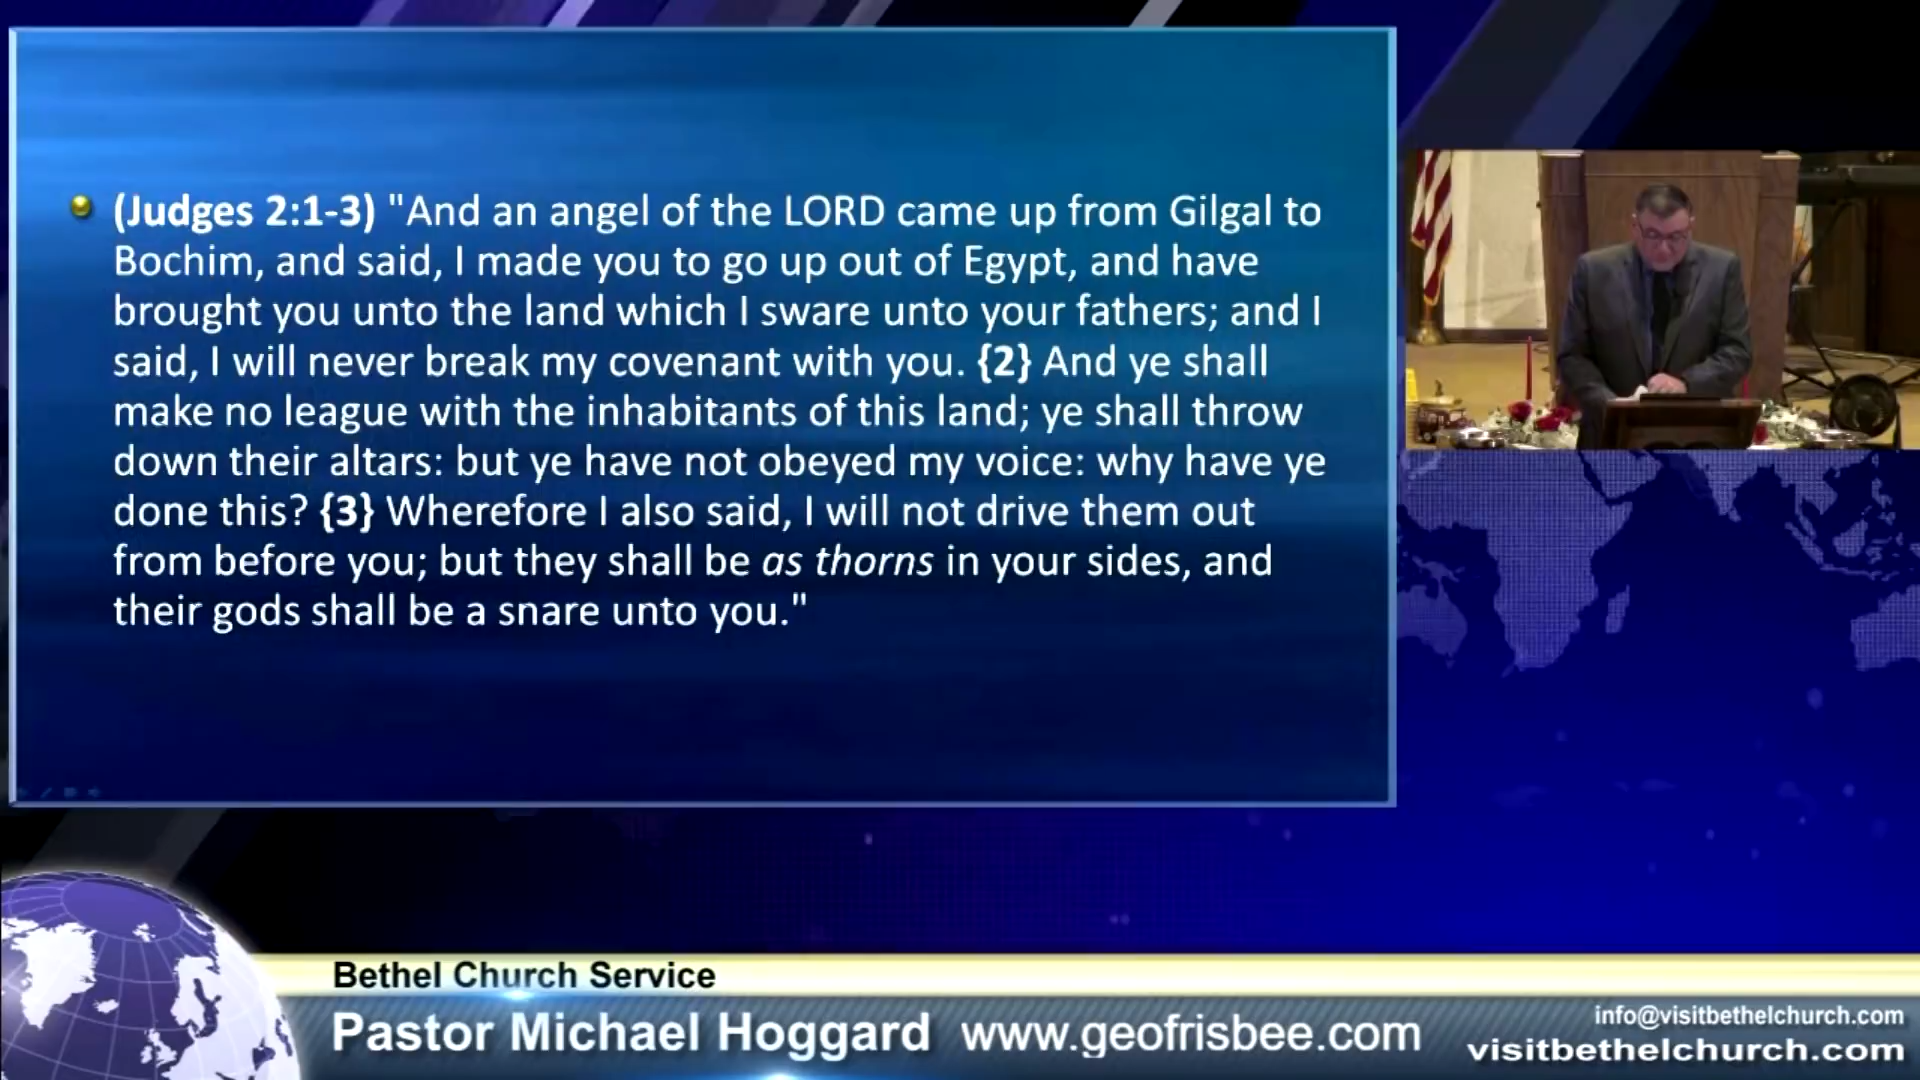 (Judges 2:1-3) "And an angel of the LORD came up from Gilgal to
Bochim, and said, I made you to go up out of Egypt, and have
brought you unto the land which I sware unto your fathers; and I
said, I will never break my covenant with you. {2} And ye shall
make no league with the inhabitants of this land; ye shall throw
down their altars: but ye have not obeyed my voice: why have ye
done this? {3} Wherefore I also said, I will not drive them out
from before you; but they shall be as thorns in your sides, and
their gods shall be a snare unto you."
Bethel Church Service
Pastor Michael Hoggard www.geofrisbee.com
info@visitbethelchurch.com
visitbethelchurch.com